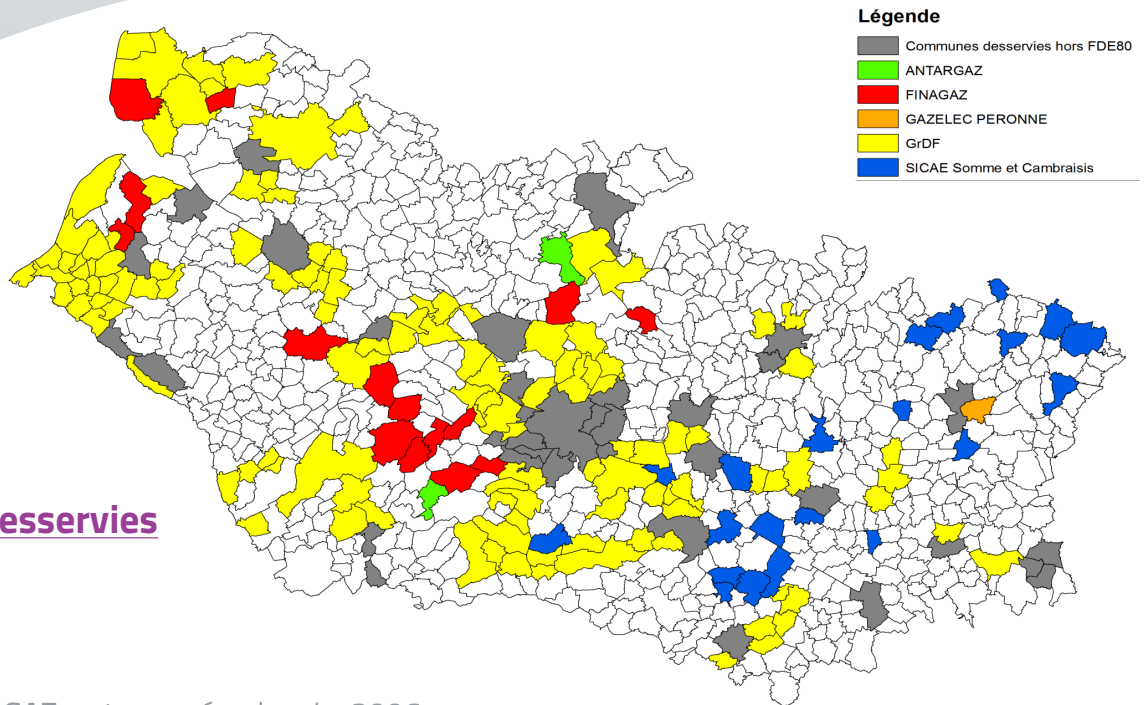 Légende
Communes desservies hors FDE80
ANTARGAZ
FINAGAZ
GAZELEC PERONNE
GrDF
SICAE Somme et Cambraisis
esservies